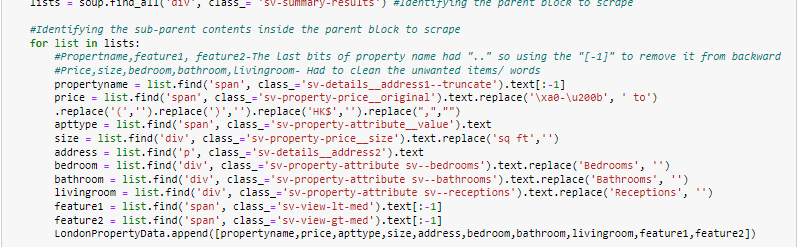 lists = soup.find_all('div', class_= 'sv-summary-results') #Identifying the parent block to scrape
#Identifying the sub-parent contents inside the parent block to scrape
for list in lists:
#Propertname,feature1, feature2-The last bits of property name had ".." so using the "[-1]" to remove it from backward
#Price,size,bedroom,bathroom,livingroom- Had to clean the unwanted items/ words
propertyname = list.find('span', class_='sv-details__address1--truncate').text[:-1]
price = list.find('span', class_='sv-property-price__original').text.replace('\xa0-\u200b', ' to')
.replace('(','').replace(')','').replace('HK$','').replace(",","")
apttype = list.find('span', class_='sv-property-attribute__value').text
size = list.find('div', class_='sv-property-price__size').text.replace('sq ft','')
address = list.find('p', class_='sv-details__address2').text
bedroom = list.find('div', class_='sv-property-attribute sv--bedrooms').text.replace('Bedrooms', '')
bathroom = list.find('div', class_='sv-property-attribute sv--bathrooms').text.replace('Bathrooms', '')
livingroom = list.find('div', class_='sv-property-attribute sv--receptions').text.replace('Receptions', '')
feature1 = list.find('span', class_='sv-view-lt-med').text[:-1]
feature2 = list.find('span', class_='sv-view-gt-med').text[:-1]
LondonPropertyData.append([propertyname,price,apttype,size,address,bedroom,bathroom,livingroom,feature1,feature2])